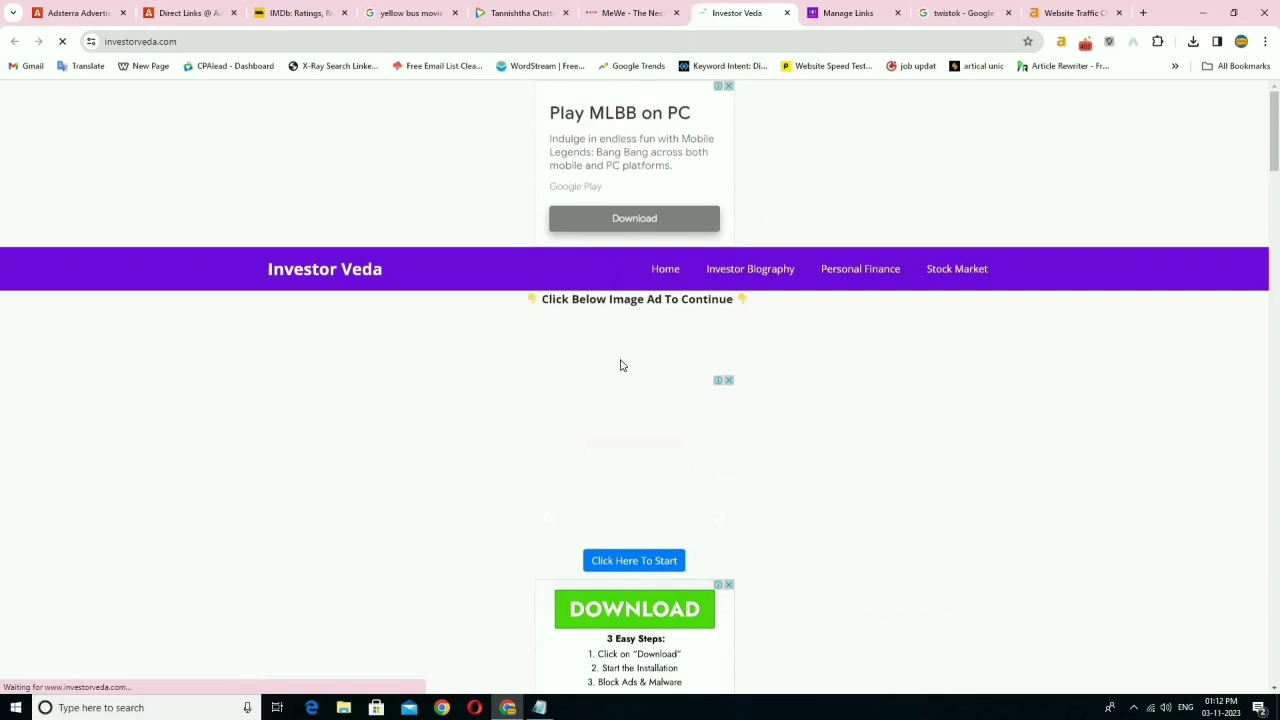 Adsterra Adverti
Direct Links @ A
IMDb: Ratings, Re
yellow bus movie
Tannishtha Chatt
MeWe - The Nex
Investor Veda
Manage Links
twister - Google
Website Traffic C
investorveda.com
Gmail
Translate
New Page
CPAlead - Dashboard
X-Ray Search Linke...
Free Email List Clea...
WordStream | Free...
Google Trends
Keyword Intent: Di...
Website Speed Test...
job updat
artical unic
Article Rewriter - Fr...
All Bookmarks
Play MLBB on PC
Indulge in endless fun with Mobile
Legends: Bang Bang across both
mobile and PC platforms.
Google Play
Download
Investor Veda
Home
Investor Biography
Personal Finance
Stock Market
👇 Click Below Image Ad To Continue 👇
Click Here To Start
DOWNLOAD
3 Easy Steps:
1. Click on "Download"
2. Start the Installation
3. Block Ads & Malware
Waiting for www.investorveda.com...
Type here to search
ENG
01:12 PM
03-11-2023
2